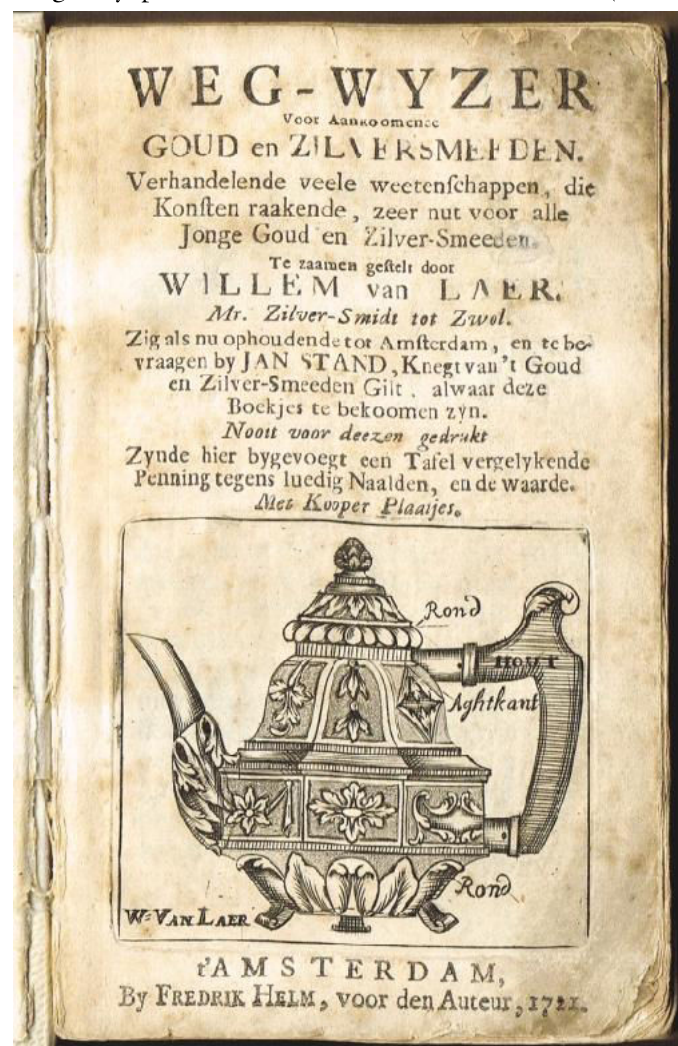 WEG-WYZER
Voor Aankoomende
GOUD en ZILVERSMEEDEN.
Verhandelende veele weetenſchappen, die
Konſten raakende, zeer nut voor alle
Jonge Goud en Zilver-Smeeden.
Te zaamen geſtelt door
WILLEM van LAER.
Mr. Zilver-Smidt tot Zwol.
Zig als nu ophoudende tot Amſterdam, en te be-
vraagen by JAN STAND, Knegt van 't Goud
en Zilver-Smeeden Gilt, alwaar deze
Boekjes te bekoomen zyn.
Nooit voor deezen gedrukt
Zynde hier bygevoegt een Tafel vergelykende
Penning tegens luedig Naalden, en de waarde.
Met Kooper Plaatjes.
Rond
HOUT
Aghtkant
Rond
W= VAN LAER
t'AMSTERDAM,
By FREDRIK HELM, voor den Auteur, 1721.